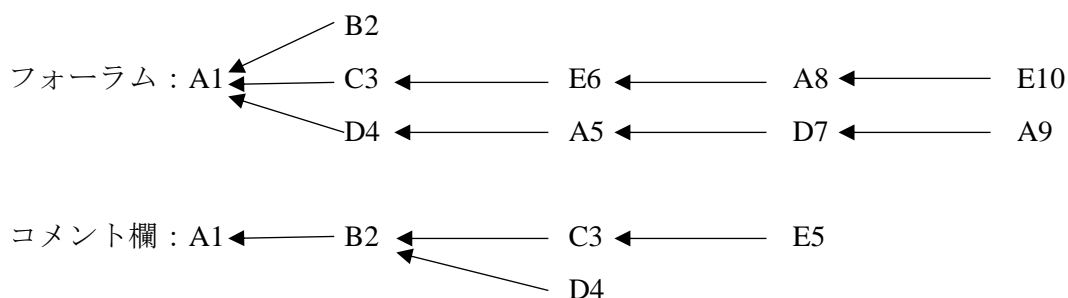 B2
フォーラム：A1 C3 E6 A8 E10
D4 A5 D7 A9
コメント欄：A1 B2 C3 E5
D4